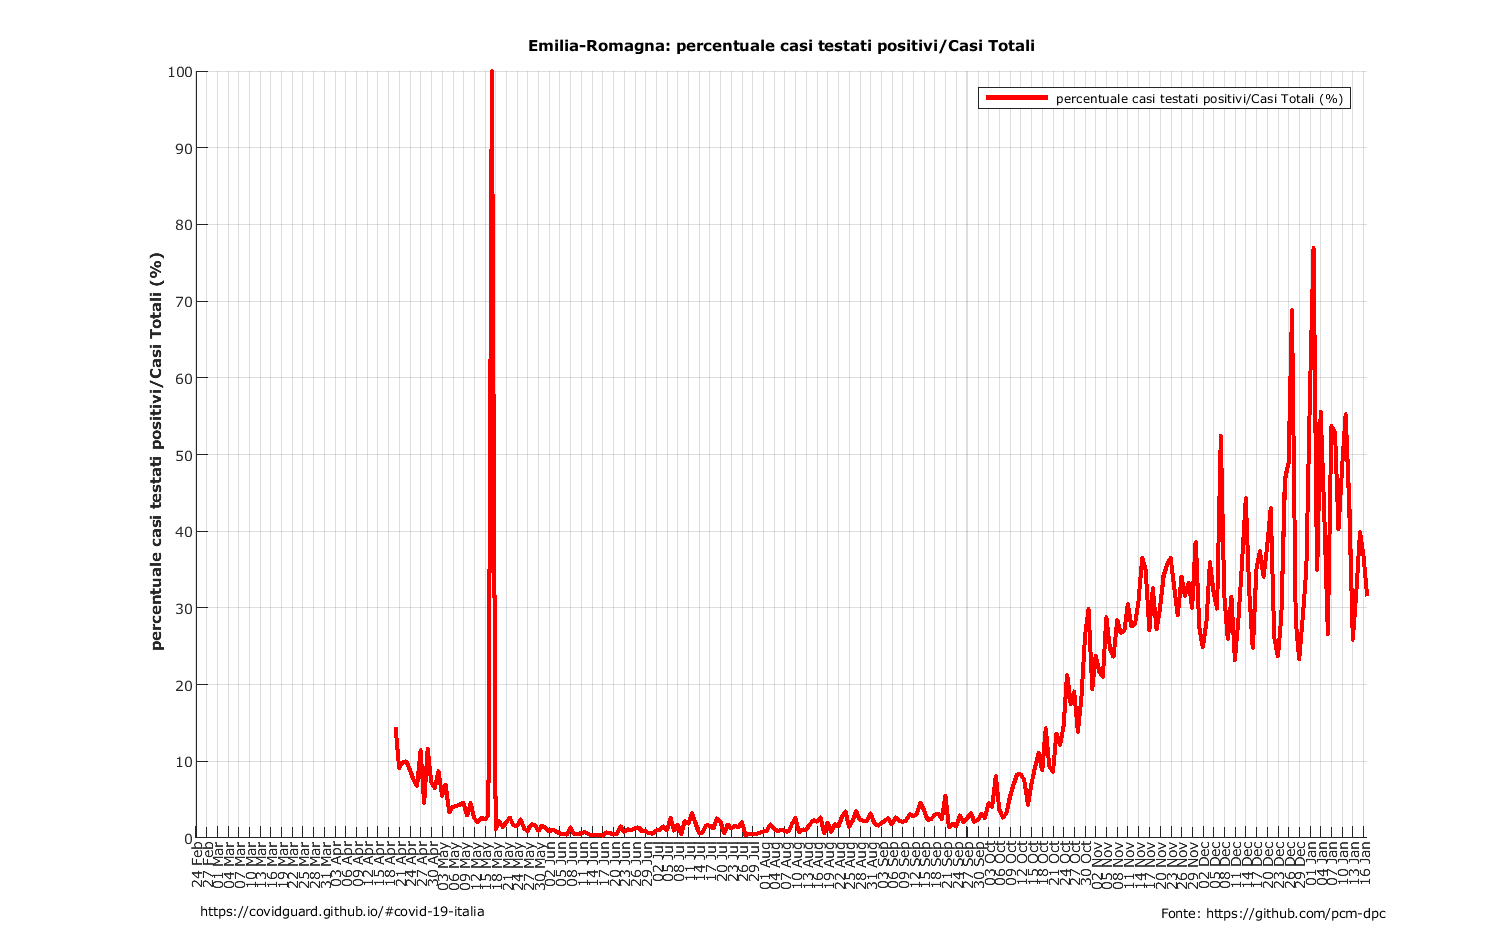 Emilia-Romagna: percentuale casi testati positivi/Casi Totali
percentuale casi testati positivi/Casi Totali (%)
percentuale casi testati positivi/Casi Totali (%)
100
90
80
70
60
50
40
30
20
10
0
24 Feb
27 Feb
01 Mar
04 Mar
07 Mar
10 Mar
13 Mar
16 Mar
19 Mar
22 Mar
25 Mar
28 Mar
31 Mar
03 Apr
06 Apr
09 Apr
12 Apr
15 Apr
18 Apr
21 Apr
24 Apr
27 Apr
30 Apr
03 May
06 May
09 May
12 May
15 May
18 May
21 May
24 May
27 May
30 May
02 Jun
05 Jun
08 Jun
11 Jun
14 Jun
17 Jun
20 Jun
23 Jun
26 Jun
29 Jun
02 Jul
05 Jul
08 Jul
11 Jul
14 Jul
17 Jul
20 Jul
23 Jul
26 Jul
29 Jul
01 Aug
04 Aug
07 Aug
10 Aug
13 Aug
16 Aug
19 Aug
22 Aug
25 Aug
28 Aug
31 Aug
03 Sep
06 Sep
09 Sep
12 Sep
15 Sep
18 Sep
21 Sep
24 Sep
27 Sep
30 Sep
03 Oct
06 Oct
09 Oct
12 Oct
15 Oct
18 Oct
21 Oct
24 Oct
27 Oct
30 Oct
02 Nov
05 Nov
08 Nov
11 Nov
14 Nov
17 Nov
20 Nov
23 Nov
26 Nov
29 Nov
02 Dec
05 Dec
08 Dec
11 Dec
14 Dec
17 Dec
20 Dec
23 Dec
26 Dec
29 Dec
01 Jan
04 Jan
07 Jan
10 Jan
13 Jan
16 Jan
https://covidguard.github.io/#covid-19-italia
Fonte: https://github.com/pcm-dpc